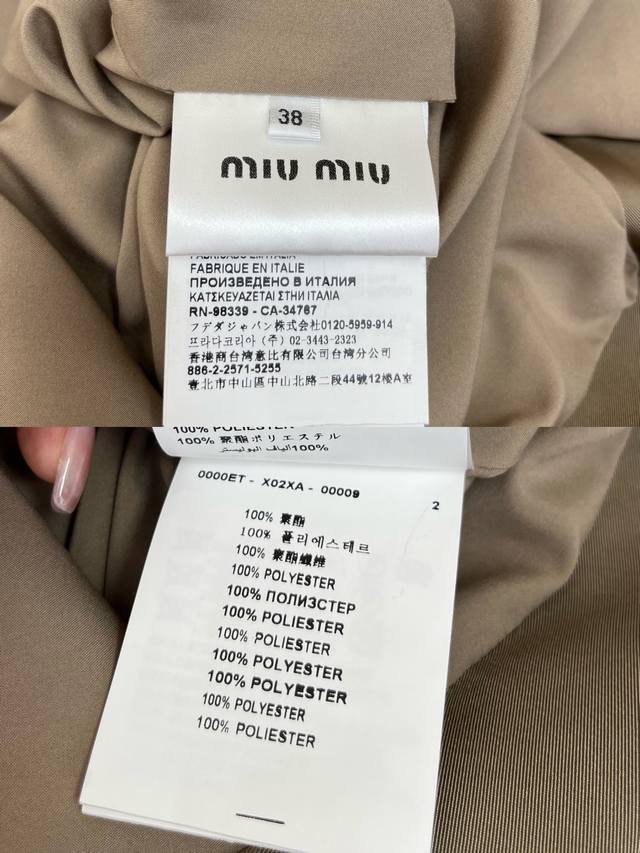 38
miu miu
FABRIQUE EN ITALIE
ПРОИЗВЕДЕНО В ИТАЛИЯ
ΚΑΤΣΚΕΥΑΖΕΤΑΙ ΣΤΗΝ ΙΤΑΛΙΑ
RN-98339 - CA-34767
フデダジャパン株式会社0120-5959-914
프라다코리아 (주) 02-3443-2323
香港商台灣意比有限公司台灣分公司
886-2-2571-5255
臺北市中山區中山北路二段44號12樓A室
100% POLIESTER
100% 聚酯ポリエステル
100%الياف البوليستر
0000ET - X02XA - 00009
2
100% 聚酯
100% 폴리에스테르
100% 聚酯纖維
100% POLYESTER
100% ПОЛИЭСТЕР
100% POLIESTER
100% POLIESTER
100% POLYESTER
100% POLYESTER
100% POLYESTER
100% POLIESTER